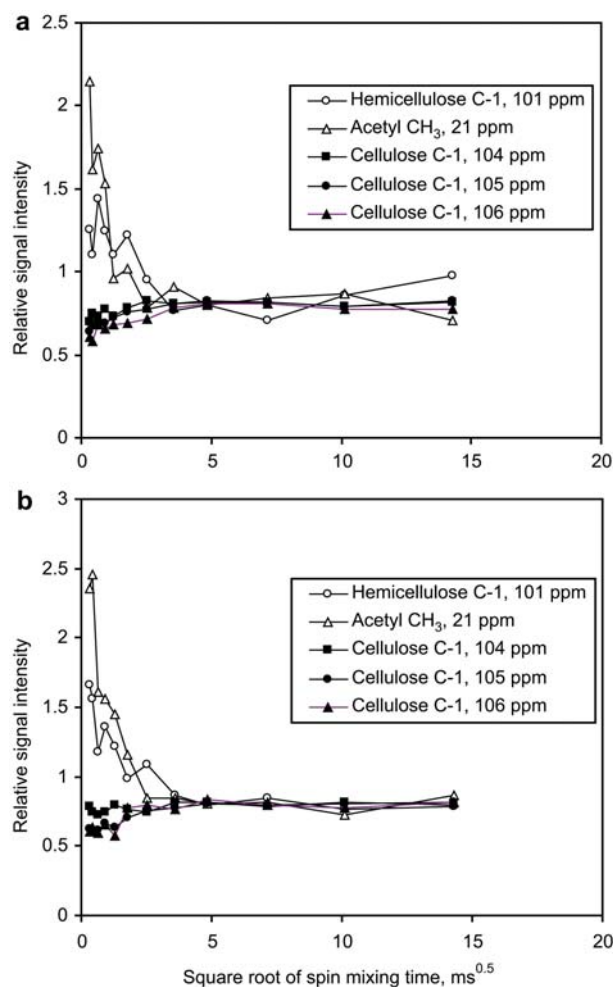 a
2.5
2
1.5
1
0.5
0
Relative signal intensity
Hemicellulose C-1, 101 ppm
Acetyl CH₃, 21 ppm
Cellulose C-1, 104 ppm
Cellulose C-1, 105 ppm
Cellulose C-1, 106 ppm
0 5 10 15 20
b
3
2.5
2
1.5
1
0.5
0
Relative signal intensity
Hemicellulose C-1, 101 ppm
Acetyl CH₃, 21 ppm
Cellulose C-1, 104 ppm
Cellulose C-1, 105 ppm
Cellulose C-1, 106 ppm
0 5 10 15 20
Square root of spin mixing time, ms⁰·⁵